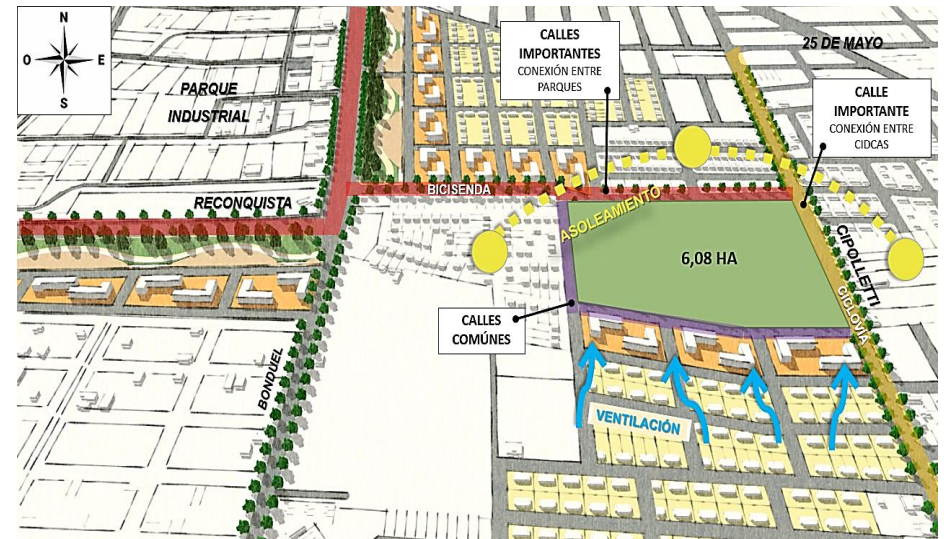 N
O
E
S
PARQUE
INDUSTRIAL
RECONQUISTA
CALLES
IMPORTANTES
CONEXIÓN ENTRE
PARQUES
25 DE MAYO
CALLE
IMPORTANTE
CONEXIÓN ENTRE
CIDCAS
BICISENDA
ASOLEAMIENTO
6,08 HA
CIPOLLETTI
CICLOVIA
CALLES
COMÚNES
BONDUEL
VENTILACIÓN